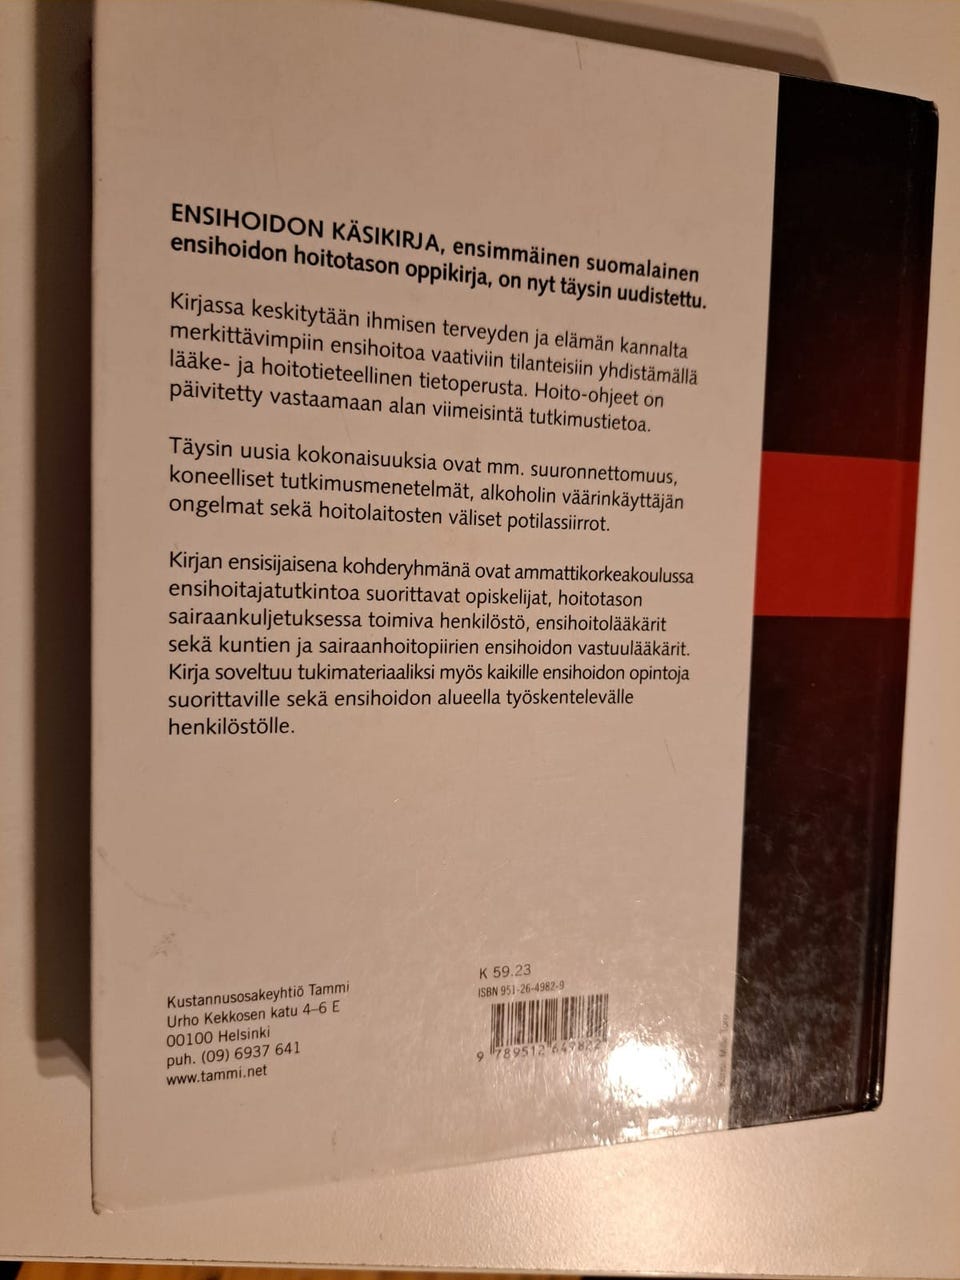 ENSIHOIDON KÄSIKIRJA, ensimmäinen suomalainen
ensihoidon hoitotason oppikirja, on nyt täysin uudistettu.
Kirjassa keskitytään ihmisen terveyden ja elämän kannalta
merkittävimpiin ensihoitoa vaativiin tilanteisiin yhdistämällä
lääke- ja hoitotieteellinen tietoperusta. Hoito-ohjeet on
päivitetty vastaamaan alan viimeisintä tutkimustietoa.
Täysin uusia kokonaisuuksia ovat mm. suuronnettomuus,
koneelliset tutkimusmenetelmät, alkoholin väärinkäyttäjän
ongelmat sekä hoitolaitosten väliset potilassiirrot.
Kirjan ensisijaisena kohderyhmänä ovat ammattikorkeakoulussa
ensihoitajatutkintoa suorittavat opiskelijat, hoitotason
sairaankuljetuksessa toimiva henkilöstö, ensihoitolääkärit
sekä kuntien ja sairaanhoitopiirien ensihoidon vastuulääkärit.
Kirja soveltuu tukimateriaaliksi myös kaikille ensihoidon opintoja
suorittaville sekä ensihoidon alueella työskentelevälle
henkilöstölle.
Kustannusosakeyhtiö Tammi
Urho Kekkosen katu 4–6 E
00100 Helsinki
puh. (09) 6937 641
www.tammi.net
K 59.23
ISBN 951-26-4982-9
9 789512 649822